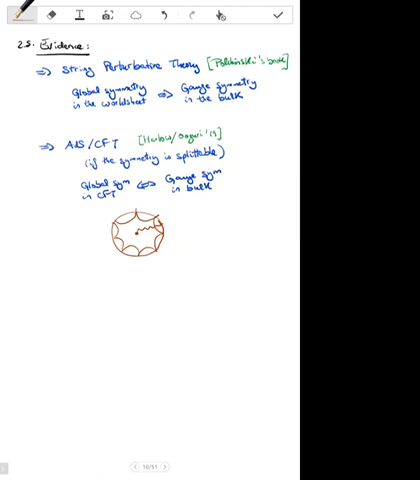 2.5. Evidence:
⇒ String Perturbative Theory [Polchinski's book]
Global symmetry in the worldsheet ⇒ Gauge symmetry in the bulk
⇒ AdS/CFT [Harlow/Ooguri '19]
(if the symmetry is splittable)
Global sym in CFT ⇔ Gauge sym in bulk
10/51